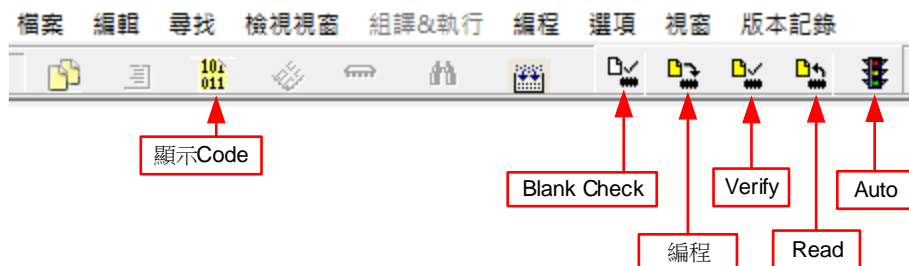 檔案 編輯 尋找 檢視視窗 組譯&執行 編程 選項 視窗 版本記錄
101
011
顯示Code
Blank Check Verify Auto
編程 Read